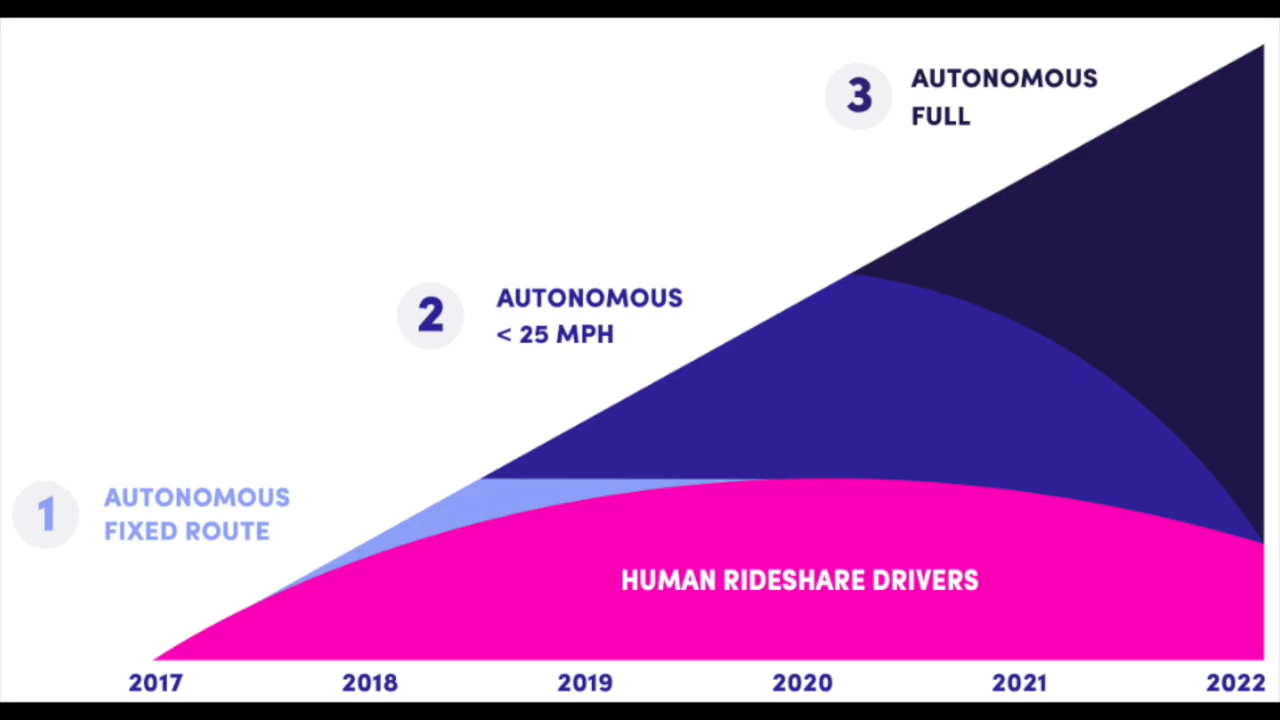 3
AUTONOMOUS
FULL
2
AUTONOMOUS
< 25 MPH
1
AUTONOMOUS
FIXED ROUTE
HUMAN RIDESHARE DRIVERS
2017 2018 2019 2020 2021 2022